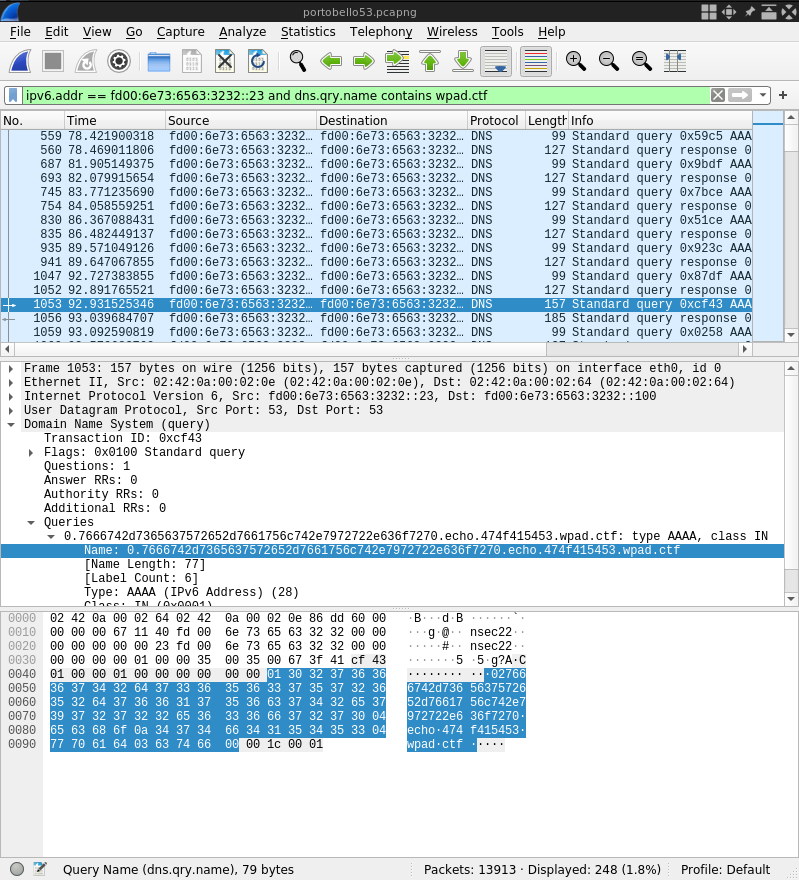 portobello53.pcapng
File Edit View Go Capture Analyze Statistics Telephony Wireless Tools Help
ipv6.addr == fd00:6e73:6563:3232::23 and dns.qry.name contains wpad.ctf
No. Time Source Destination Protocol Length Info
559 78.421900318 fd00:6e73:6563:3232… fd00:6e73:6563:3232… DNS 99 Standard query 0x59c5 AAA
560 78.469011806 fd00:6e73:6563:3232… fd00:6e73:6563:3232… DNS 127 Standard query response 0
687 81.905149375 fd00:6e73:6563:3232… fd00:6e73:6563:3232… DNS 99 Standard query 0x9bdf AAA
693 82.079915654 fd00:6e73:6563:3232… fd00:6e73:6563:3232… DNS 127 Standard query response 0
745 83.771235690 fd00:6e73:6563:3232… fd00:6e73:6563:3232… DNS 99 Standard query 0x7bce AAA
754 84.058559251 fd00:6e73:6563:3232… fd00:6e73:6563:3232… DNS 127 Standard query response 0
830 86.367088431 fd00:6e73:6563:3232… fd00:6e73:6563:3232… DNS 99 Standard query 0x51ce AAA
835 86.482449137 fd00:6e73:6563:3232… fd00:6e73:6563:3232… DNS 127 Standard query response 0
935 89.571049126 fd00:6e73:6563:3232… fd00:6e73:6563:3232… DNS 99 Standard query 0x923c AAA
941 89.647067855 fd00:6e73:6563:3232… fd00:6e73:6563:3232… DNS 127 Standard query response 0
1047 92.727383855 fd00:6e73:6563:3232… fd00:6e73:6563:3232… DNS 99 Standard query 0x87df AAA
1052 92.891765521 fd00:6e73:6563:3232… fd00:6e73:6563:3232… DNS 127 Standard query response 0
1053 92.931525346 fd00:6e73:6563:3232… fd00:6e73:6563:3232… DNS 157 Standard query 0xcf43 AAA
1056 93.039684707 fd00:6e73:6563:3232… fd00:6e73:6563:3232… DNS 185 Standard query response 0
1059 93.092590819 fd00:6e73:6563:3232… fd00:6e73:6563:3232… DNS 99 Standard query 0x0258 AAA
Frame 1053: 157 bytes on wire (1256 bits), 157 bytes captured (1256 bits) on interface eth0, id 0
Ethernet II, Src: 02:42:0a:00:02:0e (02:42:0a:00:02:0e), Dst: 02:42:0a:00:02:64 (02:42:0a:00:02:64)
Internet Protocol Version 6, Src: fd00:6e73:6563:3232::23, Dst: fd00:6e73:6563:3232::100
User Datagram Protocol, Src Port: 53, Dst Port: 53
Domain Name System (query)
Transaction ID: 0xcf43
Flags: 0x0100 Standard query
Questions: 1
Answer RRs: 0
Authority RRs: 0
Additional RRs: 0
Queries
0.7666742d7365637572652d7661756c742e7972722e636f7270.echo.474f415453.wpad.ctf: type AAAA, class IN
Name: 0.7666742d7365637572652d7661756c742e7972722e636f7270.echo.474f415453.wpad.ctf
[Name Length: 77]
[Label Count: 6]
Type: AAAA (IPv6 Address) (28)
Class: IN (0x0001)
0000 02 42 0a 00 02 64 02 42 0a 00 02 0e 86 dd 60 00 ·B···d·B ······`·
0010 00 00 00 67 11 40 fd 00 6e 73 65 63 32 32 00 00 ···g·@·· nsec22··
0020 00 00 00 00 00 23 fd 00 6e 73 65 63 32 32 00 00 ·····#·· nsec22··
0030 00 00 00 00 01 00 00 35 00 35 00 67 3f 41 cf 43 ·······5 ·5·g?A·C
0040 01 00 00 01 00 00 00 00 00 00 01 30 32 37 36 36 ········ ···02766
0050 36 37 34 32 64 37 33 36 35 36 33 37 35 37 32 36 6742d736 56375726
0060 35 32 64 37 36 36 31 37 35 36 63 37 34 32 65 37 52d76617 56c742e7
0070 39 37 32 37 32 32 65 36 33 36 66 37 32 37 30 04 972722e6 36f7270·
0080 65 63 68 6f 0a 34 37 34 66 34 31 35 34 35 33 04 echo·474 f415453·
0090 77 70 61 64 03 63 74 66 00 00 1c 00 01 wpad·ctf ·····
Query Name (dns.qry.name), 79 bytes Packets: 13913 · Displayed: 248 (1.8%) Profile: Default